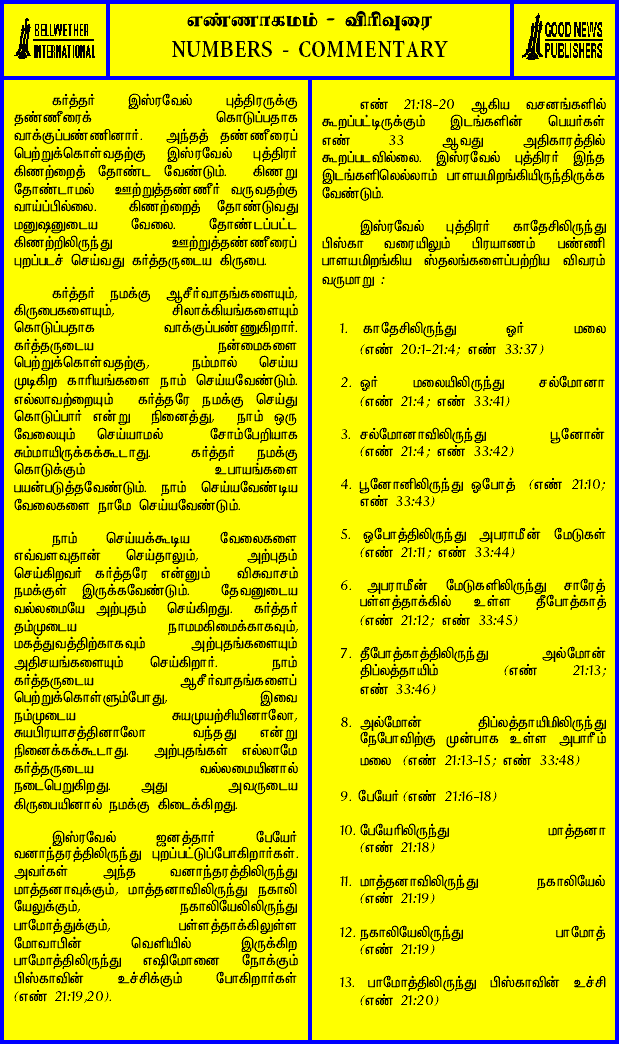 BELLWETHER
INTERNATIONAL
எண்ணாகமம் - விரிவுரை
NUMBERS - COMMENTARY
GOOD NEWS
PUBLISHERS
கர்த்தர் இஸ்ரவேல் புத்திரருக்கு
தண்ணீரைக் கொடுப்பதாக
வாக்குப்பண்ணினார். அந்தத் தண்ணீரைப்
பெற்றுக்கொள்வதற்கு இஸ்ரவேல் புத்திரர்
கிணற்றைத் தோண்ட வேண்டும். கிணறு
தோண்டாமல் ஊற்றுத்தண்ணீர் வருவதற்கு
வாய்ப்பில்லை. கிணற்றைத் தோண்டுவது
மனுஷனுடைய வேலை. தோண்டப்பட்ட
கிணற்றிலிருந்து ஊற்றுத்தண்ணீரைப்
புறப்படச் செய்வது கர்த்தருடைய கிருபை.
கர்த்தர் நமக்கு ஆசீர்வாதங்களையும்,
கிருபைகளையும், சிலாக்கியங்களையும்
கொடுப்பதாக வாக்குப்பண்ணுகிறார்.
கர்த்தருடைய நன்மைகளை
பெற்றுக்கொள்வதற்கு, நம்மால் செய்ய
முடிகிற காரியங்களை நாம் செய்யவேண்டும்.
எல்லாவற்றையும் கர்த்தரே நமக்கு செய்து
கொடுப்பார் என்று நினைத்து, நாம் ஒரு
வேலையும் செய்யாமல் சோம்பேறியாக
சும்மாயிருக்கக்கூடாது. கர்த்தர் நமக்கு
கொடுக்கும் உபாயங்களை
பயன்படுத்தவேண்டும். நாம் செய்யவேண்டிய
வேலைகளை நாமே செய்யவேண்டும்.
நாம் செய்யக்கூடிய வேலைகளை
எவ்வளவுதான் செய்தாலும், அற்புதம்
செய்கிறவர் கர்த்தரே என்னும் விசுவாசம்
நமக்குள் இருக்கவேண்டும். தேவனுடைய
வல்லமையே அற்புதம் செய்கிறது. கர்த்தர்
தம்முடைய நாமமகிமைக்காகவும்,
மகத்துவத்திற்காகவும் அற்புதங்களையும்
அதிசயங்களையும் செய்கிறார். நாம்
கர்த்தருடைய ஆசீர்வாதங்களைப்
பெற்றுக்கொள்ளும்போது, இவை
நம்முடைய சுயமுயற்சியினாலோ,
சுயபிரயாசத்தினாலோ வந்தது என்று
நினைக்கக்கூடாது. அற்புதங்கள் எல்லாமே
கர்த்தருடைய வல்லமையினால்
நடைபெறுகிறது. அது அவருடைய
கிருபையினால் நமக்கு கிடைக்கிறது.
இஸ்ரவேல் ஜனத்தார் பேயேர்
வனாந்தரத்திலிருந்து புறப்பட்டுப்போகிறார்கள்.
அவர்கள் அந்த வனாந்தரத்திலிருந்து
மாத்தனாவுக்கும், மாத்தனாவிலிருந்து நகாலி
யேலுக்கும், நகாலியேலிலிருந்து
பாமோத்துக்கும், பள்ளத்தாக்கிலுள்ள
மோவாபின் வெளியில் இருக்கிற
பாமோத்திலிருந்து எஷிமோனை நோக்கும்
பிஸ்காவின் உச்சிக்கும் போகிறார்கள்
(எண் 21:19,20).
எண் 21:18-20 ஆகிய வசனங்களில்
கூறப்பட்டிருக்கும் இடங்களின் பெயர்கள்
எண் 33 ஆவது அதிகாரத்தில்
கூறப்படவில்லை. இஸ்ரவேல் புத்திரர் இந்த
இடங்களிலெல்லாம் பாளயமிறங்கியிருந்திருக்க
வேண்டும்.
இஸ்ரவேல் புத்திரர் காதேசிலிருந்து
பிஸ்கா வரையிலும் பிரயாணம் பண்ணி
பாளயமிறங்கிய ஸ்தலங்களைப்பற்றிய விவரம்
வருமாறு :
1. காதேசிலிருந்து ஓர் மலை
(எண் 20:1-21:4; எண் 33:37)
2. ஓர் மலையிலிருந்து சல்மோனா
(எண் 21:4; எண் 33:41)
3. சல்மோனாவிலிருந்து பூனோன்
(எண் 21:4; எண் 33:42)
4. பூனோனிலிருந்து ஓபோத் (எண் 21:10;
எண் 33:43)
5. ஓபோத்திலிருந்து அபராமீன் மேடுகள்
(எண் 21:11; எண் 33:44)
6. அபராமீன் மேடுகளிலிருந்து சாரேத்
பள்ளத்தாக்கில் உள்ள தீபோத்காத்
(எண் 21:12; எண் 33:45)
7. தீபோத்காத்திலிருந்து அல்மோன்
திப்லத்தாயிம் (எண் 21:13;
எண் 33:46)
8. அல்மோன் திப்லத்தாயிமிலிருந்து
நேபோவிற்கு முன்பாக உள்ள அபாரீம்
மலை (எண் 21:13-15; எண் 33:48)
9. பேயேர் (எண் 21:16-18)
10. பேயேரிலிருந்து மாத்தனா
(எண் 21:18)
11. மாத்தனாவிலிருந்து நகாலியேல்
(எண் 21:19)
12. நகாலியேலிருந்து பாமோத்
(எண் 21:19)
13. பாமோத்திலிருந்து பிஸ்காவின் உச்சி
(எண் 21:20)